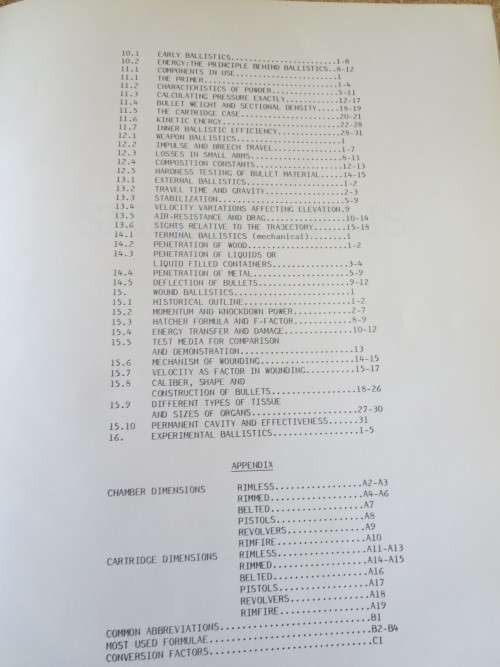 10.1 EARLY BALLISTICS........................1-8
10.2 ENERGY:THE PRINCIPLE BEHIND BALLISTICS..8-12
11.1 COMPONENTS IN USE.......................1
11.1 THE PRIMER..............................1-4
11.2 CHARACTERISTICS OF POWDER...............5-11
11.3 CALCULATING PRESSURE EXACTLY............12-17
11.4 BULLET WEIGHT AND SECTIONAL DENSITY.....18-19
11.5 THE CARTRIDGE CASE......................20-21
11.6 KINETIC ENERGY..........................22-28
11.7 INNER BALLISTIC EFFICIENCY..............28-31
12.1 WEAPON BALLISTICS.......................1
12.2 IMPULSE AND BREECH TRAVEL...............1-7
12.3 LOSSES IN SMALL ARMS....................8-11
12.4 COMPOSITION CONSTANTS...................12-13
12.5 HARDNESS TESTING OF BULLET MATERIAL.....14-15
13.1 EXTERNAL BALLISTICS.....................1-2
13.2 TRAVEL TIME AND GRAVITY.................2-3
13.3 STABILIZATION...........................5-9
13.4 VELOCITY VARIATIONS AFFECTING ELEVATION.9
13.5 AIR-RESISTANCE AND DRAG.................10-14
13.6 SIGHTS RELATIVE TO THE TRAJECTORY.......15-18
14.1 TERMINAL BALLISTICS (mechanical)........1
14.2 PENETRATION OF WOOD.....................1-2
14.3 PENETRATION OF LIQUIDS OR
LIQUID FILLED CONTAINERS................3-4
14.4 PENETRATION OF METAL....................5-9
14.5 DEFLECTION OF BULLETS...................9-12
15. WOUND BALLISTICS........................1
15.1 HISTORICAL OUTLINE......................1-2
15.2 MOMENTUM AND KNOCKDOWN POWER............2-7
15.3 HATCHER FORMULA AND F-FACTOR............8-9
15.4 ENERGY TRANSFER AND DAMAGE..............10-12
15.5 TEST MEDIA FOR COMPARISON
AND DEMONSTRATION.......................13
15.6 MECHANISM OF WOUNDING...................14-15
15.7 VELOCITY AS FACTOR IN WOUNDING..........15-17
15.8 CALIBER, SHAPE AND
CONSTRUCTION OF BULLETS.................18-26
15.9 DIFFERENT TYPES OF TISSUE
AND SIZES OF ORGANS.....................27-30
15.10 PERMANENT CAVITY AND EFFECTIVENESS......31
16. EXPERIMENTAL BALLISTICS.................1-5
APPENDIX
CHAMBER DIMENSIONS RIMLESS.................A2-A3
RIMMED..................A4-A6
BELTED..................A7
PISTOLS.................A8
REVOLVERS...............A9
RIMFIRE.................A10
CARTRIDGE DIMENSIONS RIMLESS.................A11-A13
RIMMED..................A14-A15
BELTED..................A16
PISTOLS.................A17
REVOLVERS...............A18
RIMFIRE.................A19
COMMON ABBREVIATIONS..........................B1
MOST USED FORMULAE............................B2-B4
CONVERSION FACTORS............................C1